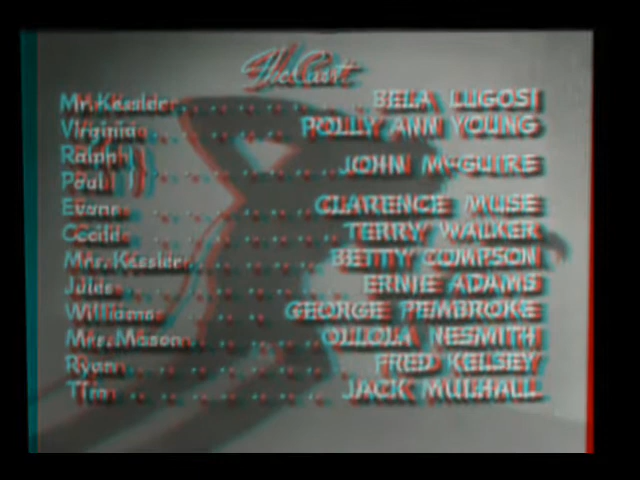 The Cast
Mr. Kessler.................BELA LUGOSI
Virginia.............POLLY ANN YOUNG
Ralph }
Paul } ..............JOHN McGUIRE
Evans.............CLARENCE MUSE
Cecile.............TERRY WALKER
Mrs. Kessler...........BETTY COMPSON
Jules.................ERNIE ADAMS
Williams..........GEORGE PEMBROKE
Mrs. Mason..........OLLOLA NESMITH
Ryan.................FRED KELSEY
Tim................JACK MULHALL